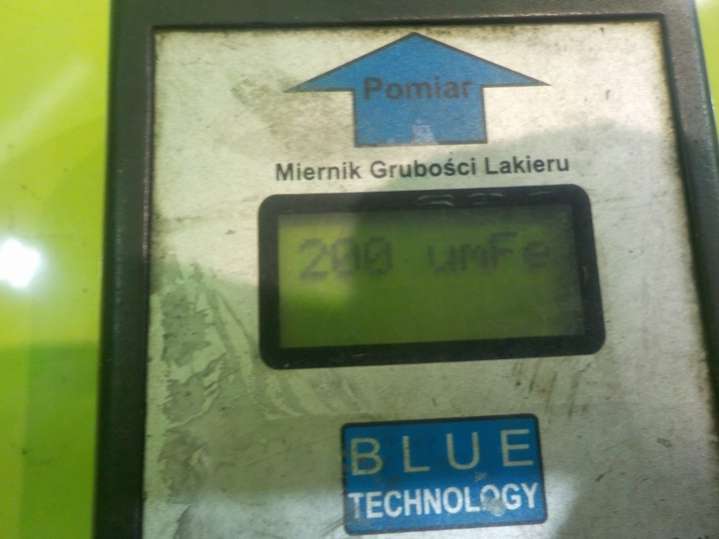 Pomiar
Miernik Grubości Lakieru
200 umFe
BLUE
TECHNOLOGY